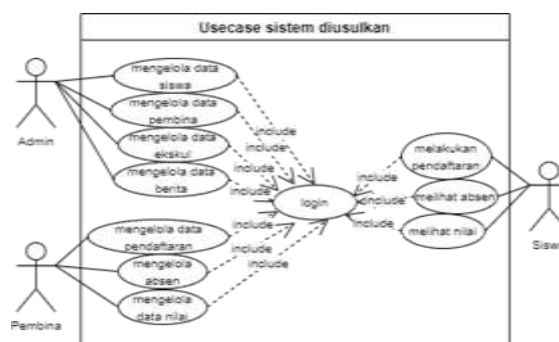 Usecase sistem diusulkan
mengelola data
siswa
mengelola data
pembina
mengelola data
ekskul
mengelola data
berita
Admin
include
include
include
include
login
include
include
include
melakukan
pendaftaran
melihat absen
melihat nilai
Sisw
mengelola data
pendaftaran
mengelola
absen
mengelola
data nilai
include
include
include
Pembina